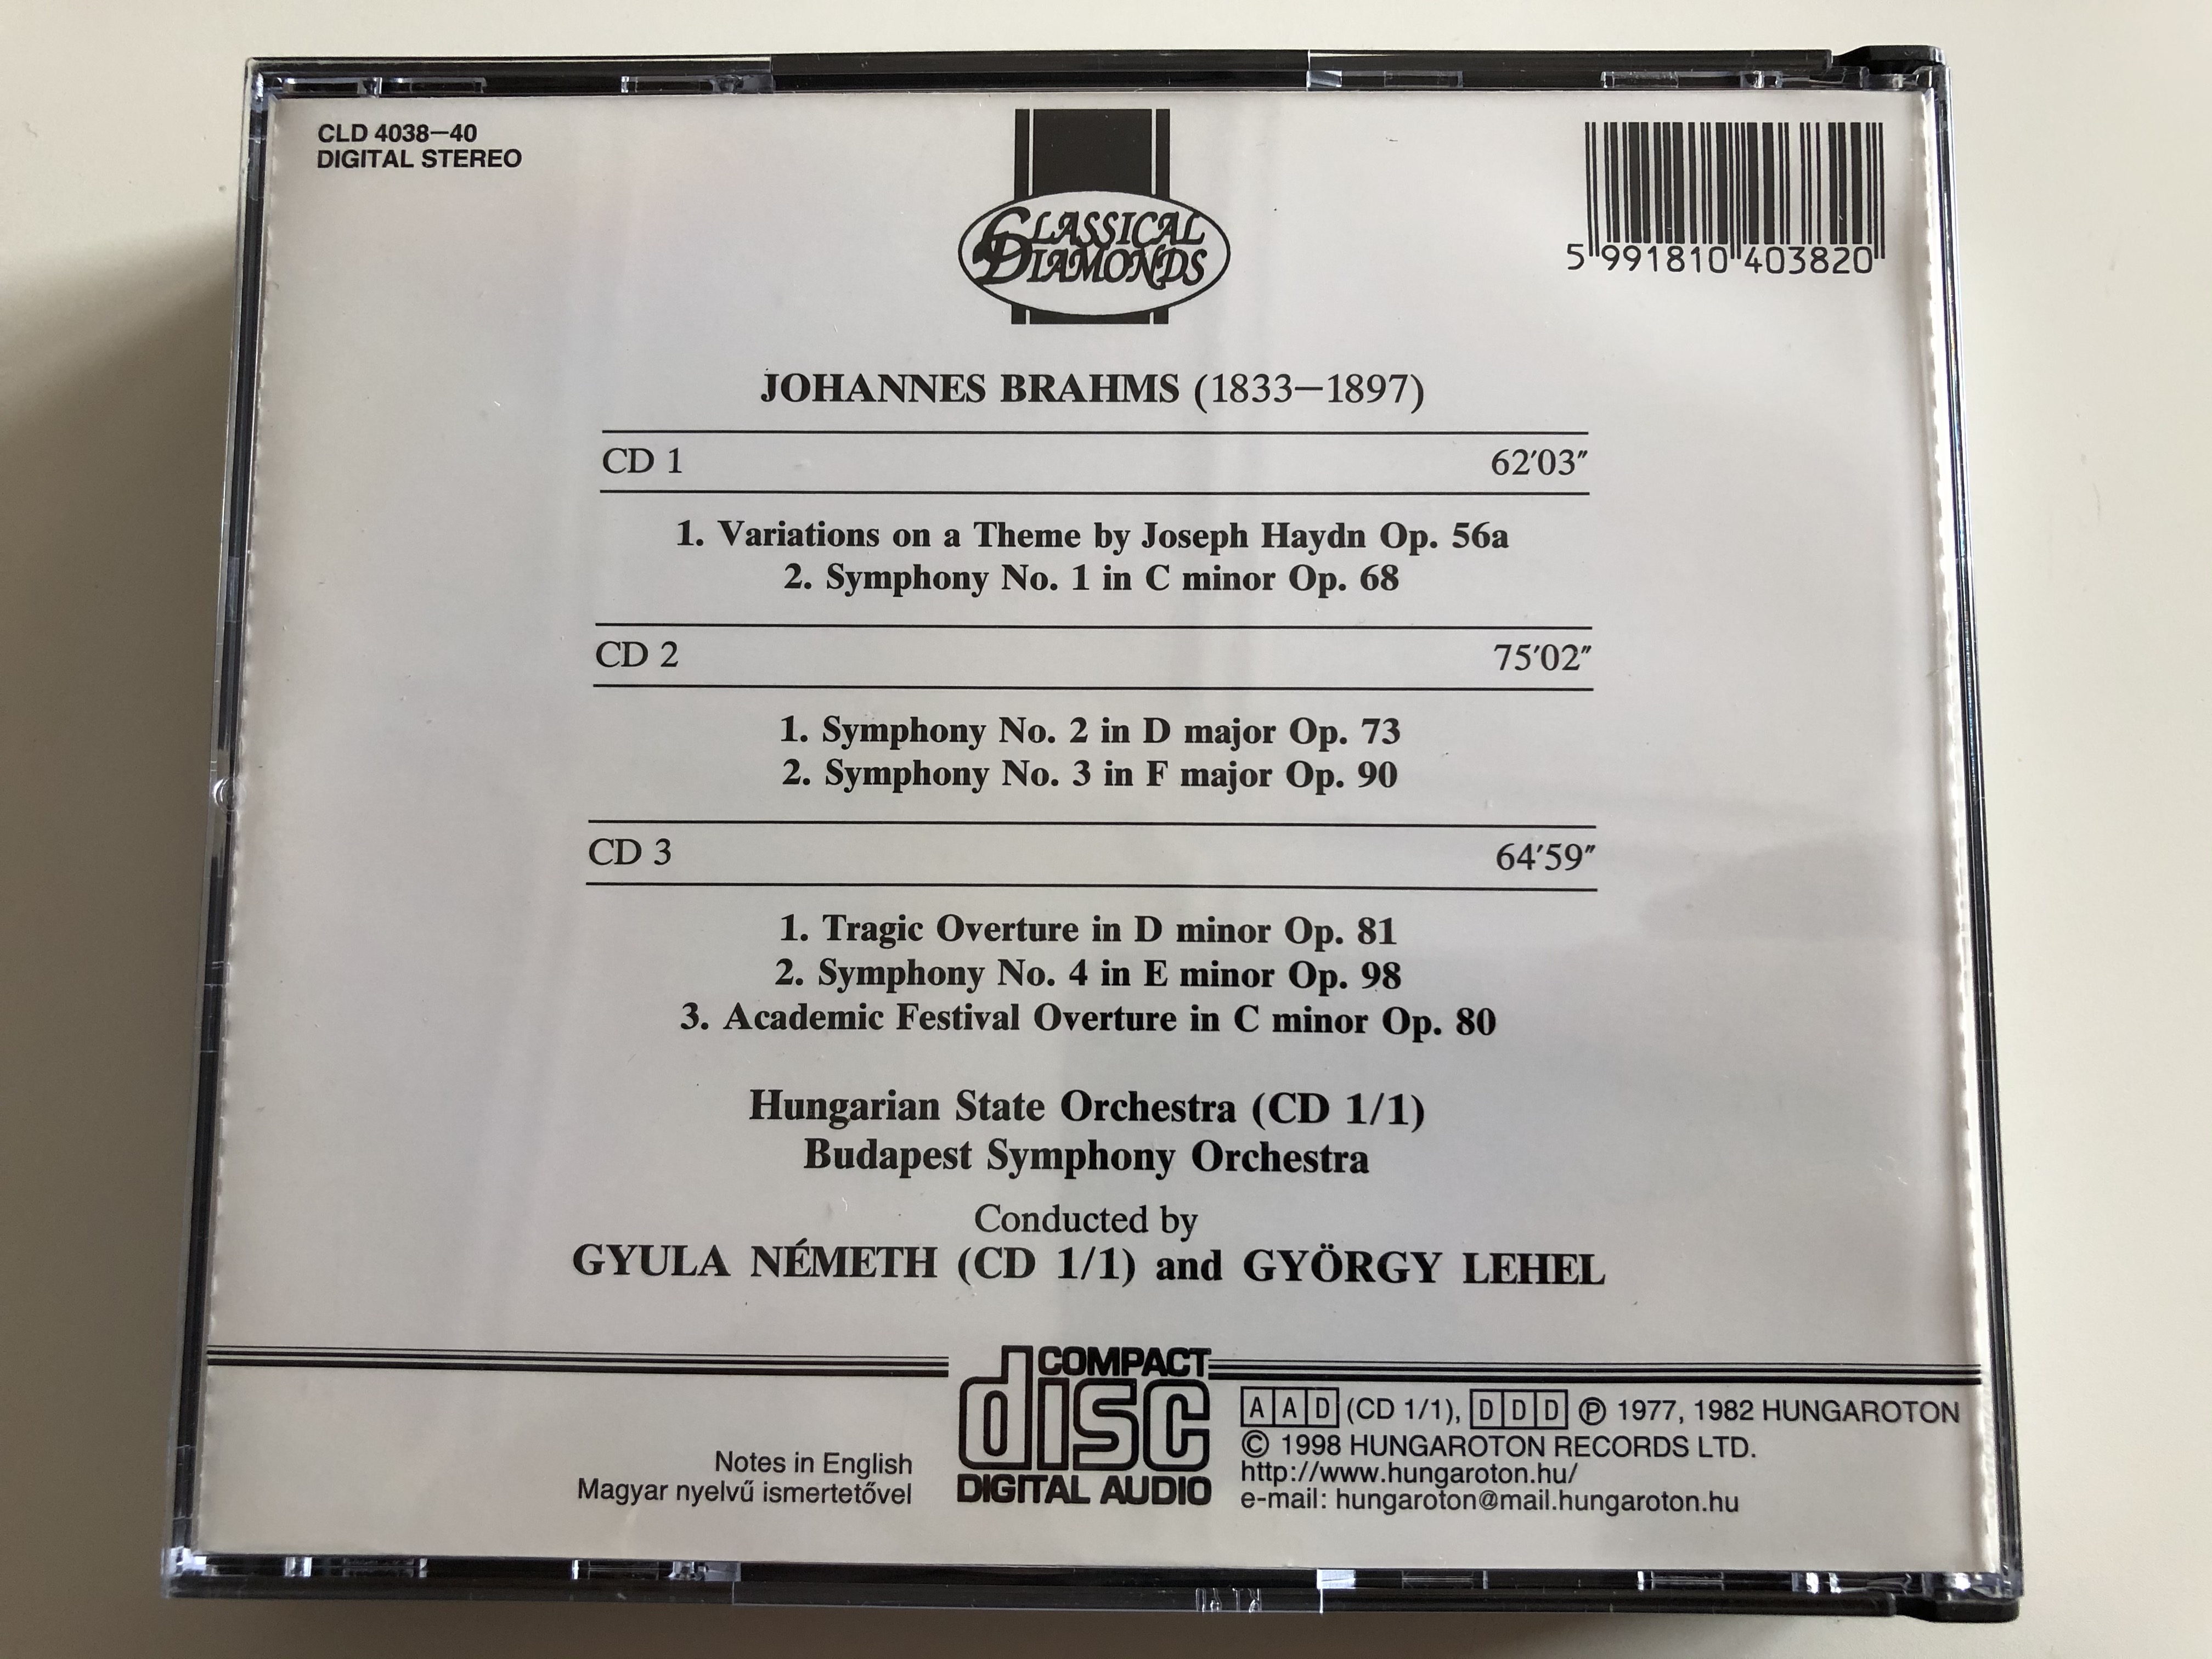 CLD 4038–40
DIGITAL STEREO
CLASSICAL
DIAMONDS
5 991810 403820
JOHANNES BRAHMS (1833–1897)
CD 1 62′03″
1. Variations on a Theme by Joseph Haydn Op. 56a
2. Symphony No. 1 in C minor Op. 68
CD 2 75′02″
1. Symphony No. 2 in D major Op. 73
2. Symphony No. 3 in F major Op. 90
CD 3 64′59″
1. Tragic Overture in D minor Op. 81
2. Symphony No. 4 in E minor Op. 98
3. Academic Festival Overture in C minor Op. 80
Hungarian State Orchestra (CD 1/1)
Budapest Symphony Orchestra
Conducted by
GYULA NÉMETH (CD 1/1) and GYÖRGY LEHEL
Notes in English
Magyar nyelvű ismertetővel
COMPACT
disc
DIGITAL AUDIO
A A D (CD 1/1), D D D ℗ 1977, 1982 HUNGAROTON
© 1998 HUNGAROTON RECORDS LTD.
http://www.hungaroton.hu/
e-mail: hungaroton@mail.hungaroton.hu